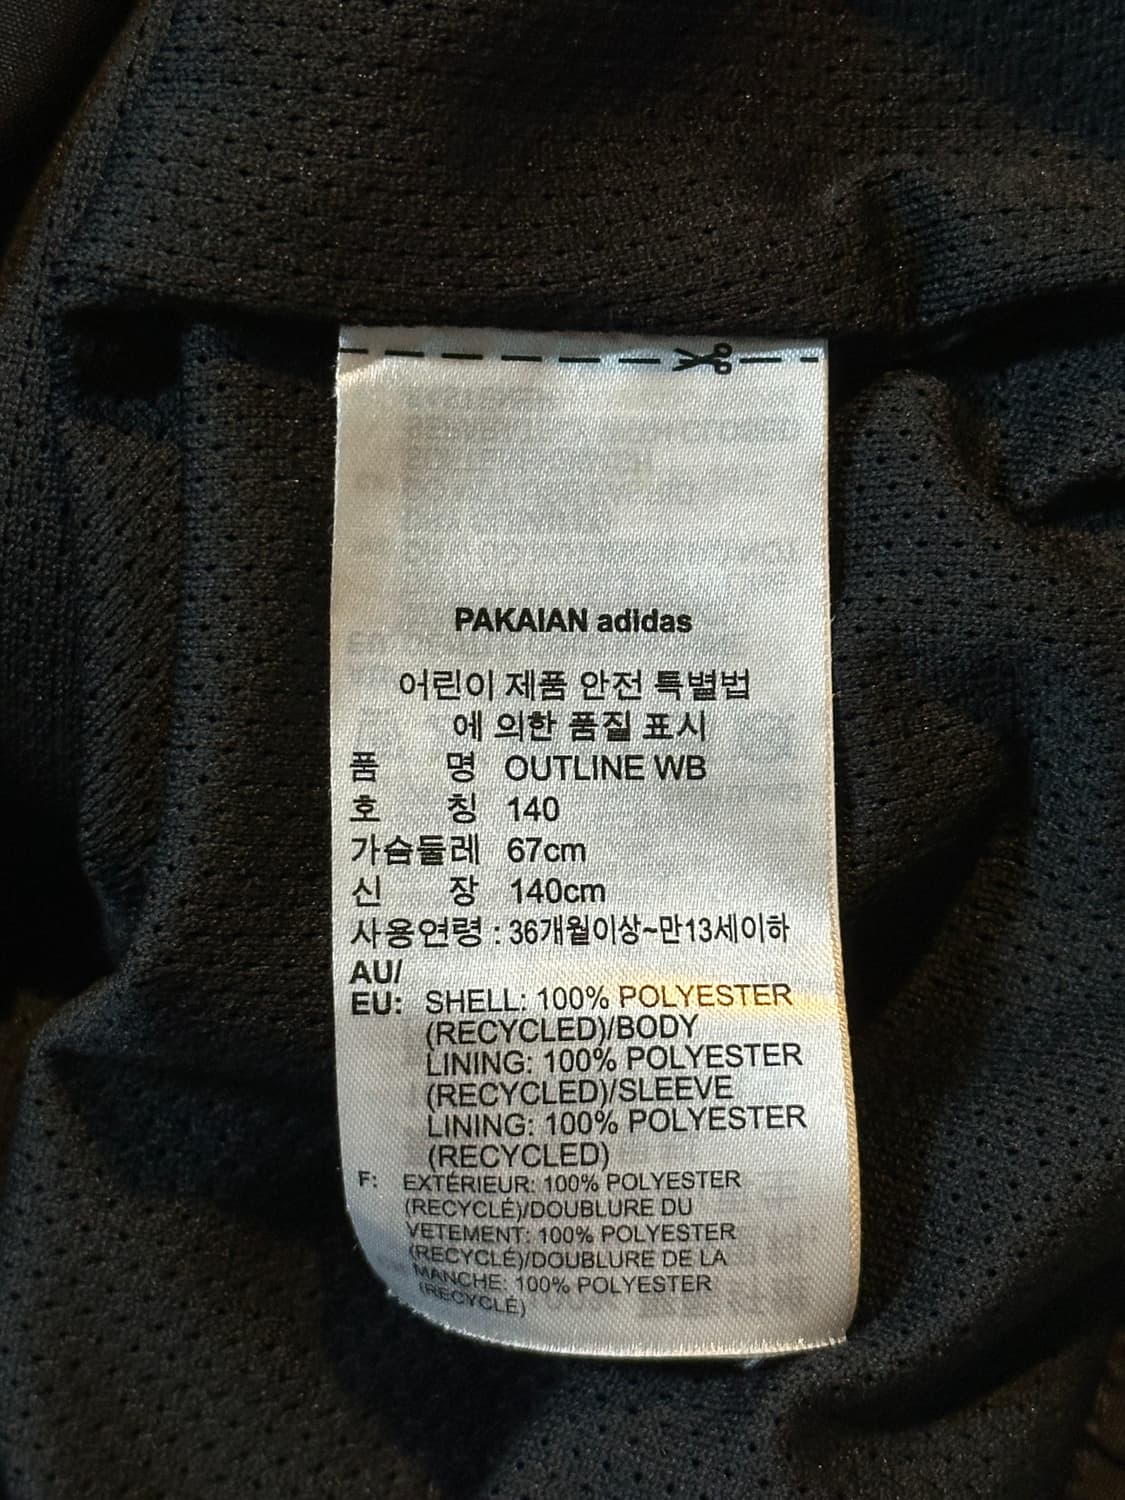 PAKAIAN adidas
어린이 제품 안전 특별법
에 의한 품질 표시
품 명 OUTLINE WB
호 칭 140
가슴둘레 67cm
신 장 140cm
사용연령 : 36개월이상~만13세이하
AU/
EU: SHELL: 100% POLYESTER
(RECYCLED)/BODY
LINING: 100% POLYESTER
(RECYCLED)/SLEEVE
LINING: 100% POLYESTER
(RECYCLED)
F: EXTÉRIEUR: 100% POLYESTER
(RECYCLÉ)/DOUBLURE DU
VETEMENT: 100% POLYESTER
(RECYCLÉ)/DOUBLURE DE LA
MANCHE: 100% POLYESTER
(RECYCLÉ)